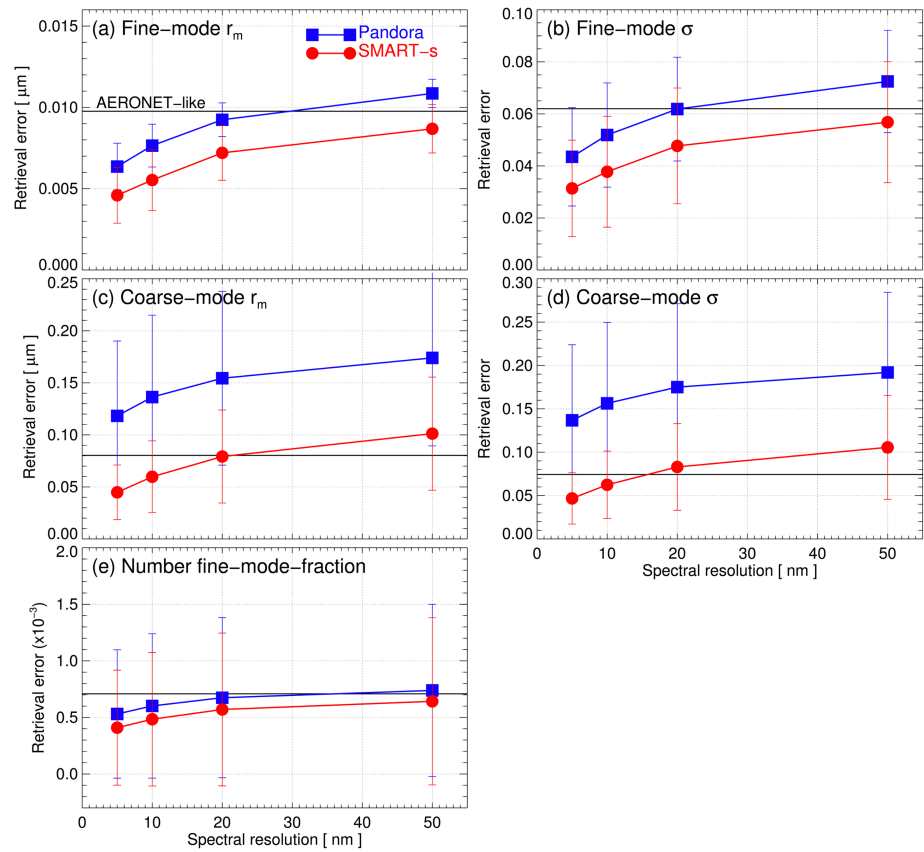 (a) Fine−mode rm
Pandora
SMART−s
AERONET−like
Retrieval error [ μm ]
0.015
0.010
0.005
0.000
(b) Fine−mode σ
Retrieval error
0.10
0.08
0.06
0.04
0.02
0.00
(c) Coarse−mode rm
Retrieval error [ μm ]
0.25
0.20
0.15
0.10
0.05
0.00
(d) Coarse−mode σ
Retrieval error
0.30
0.25
0.20
0.15
0.10
0.05
0.00
0 10 20 30 40 50
Spectral resolution [ nm ]
(e) Number fine−mode−fraction
Retrieval error (x10−3)
2.0
1.5
1.0
0.5
0.0
0 10 20 30 40 50
Spectral resolution [ nm ]